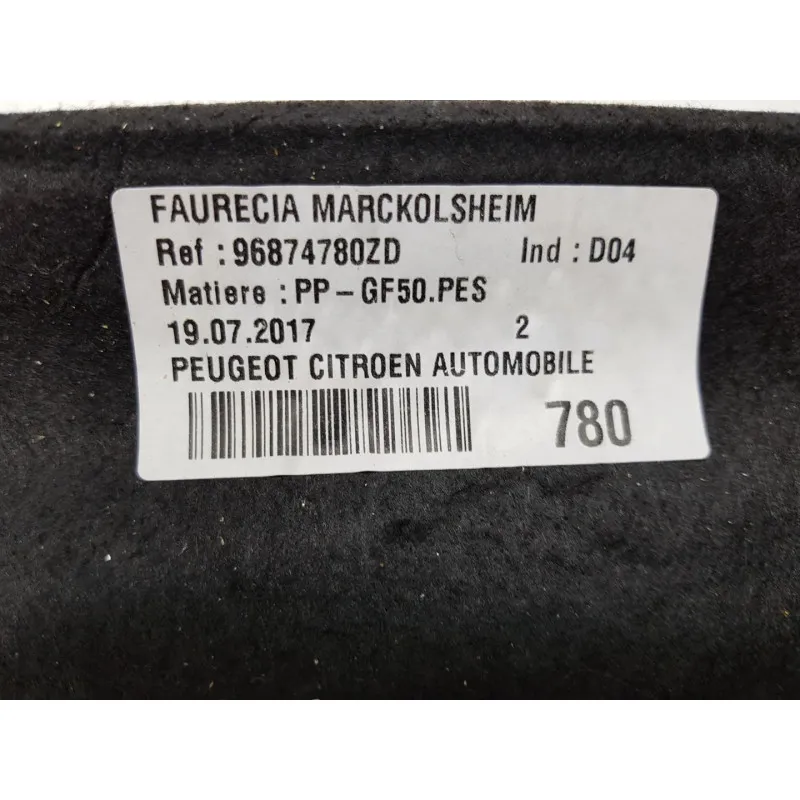 FAURECIA MARCKOLSHEIM
Ref : 96874780ZD Ind : D04
Matiere : PP-GF50.PES
19.07.2017 2
PEUGEOT CITROEN AUTOMOBILE
780